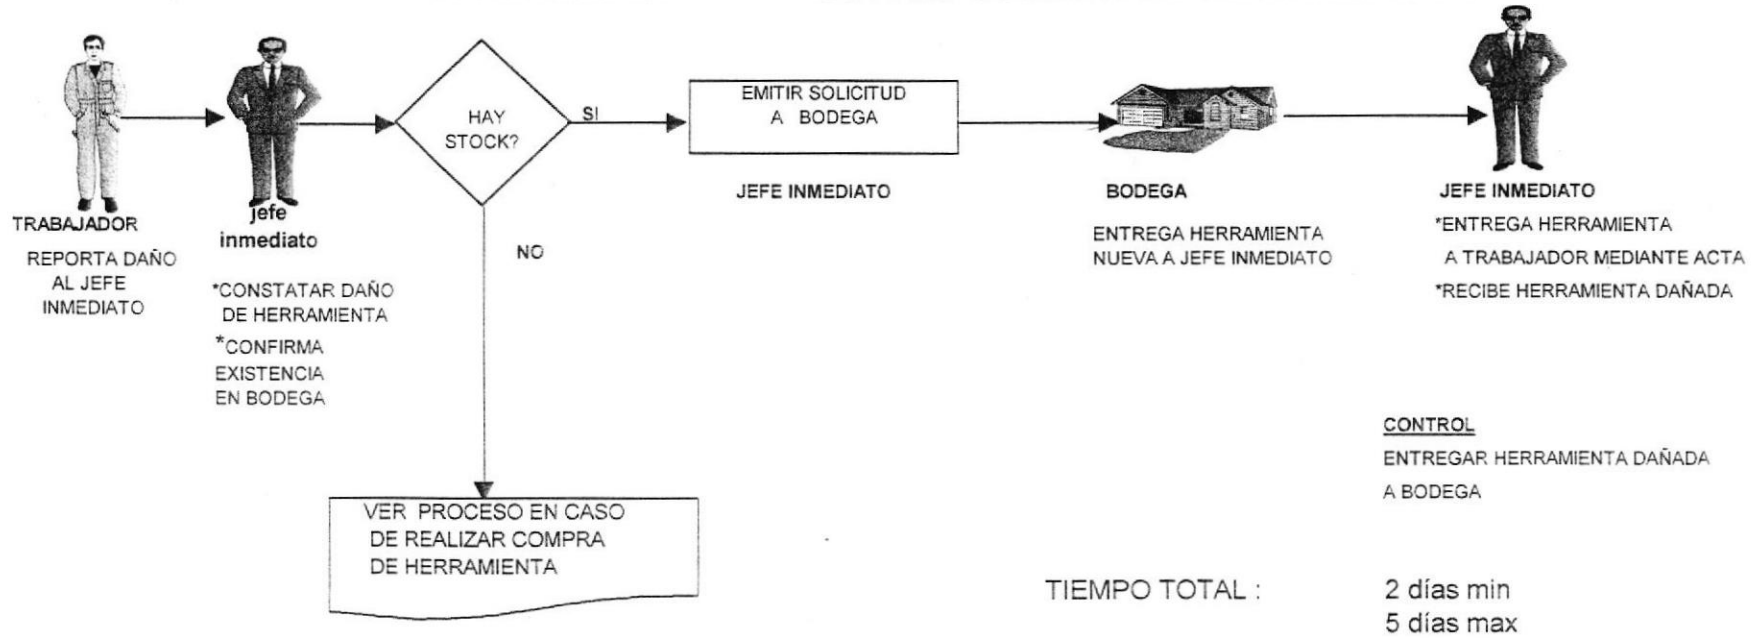 TRABAJADOR
REPORTA DAÑO
AL JEFE
INMEDIATO
jefe
inmediato
*CONSTATAR DAÑO
DE HERRAMIENTA
*CONFIRMA
EXISTENCIA
EN BODEGA
HAY
STOCK?
SI
NO
EMITIR SOLICITUD
A BODEGA
JEFE INMEDIATO
BODEGA
ENTREGA HERRAMIENTA
NUEVA A JEFE INMEDIATO
JEFE INMEDIATO
*ENTREGA HERRAMIENTA
A TRABAJADOR MEDIANTE ACTA
*RECIBE HERRAMIENTA DAÑADA
VER PROCESO EN CASO
DE REALIZAR COMPRA
DE HERRAMIENTA
CONTROL
ENTREGAR HERRAMIENTA DAÑADA
A BODEGA
TIEMPO TOTAL : 2 días min
5 días max